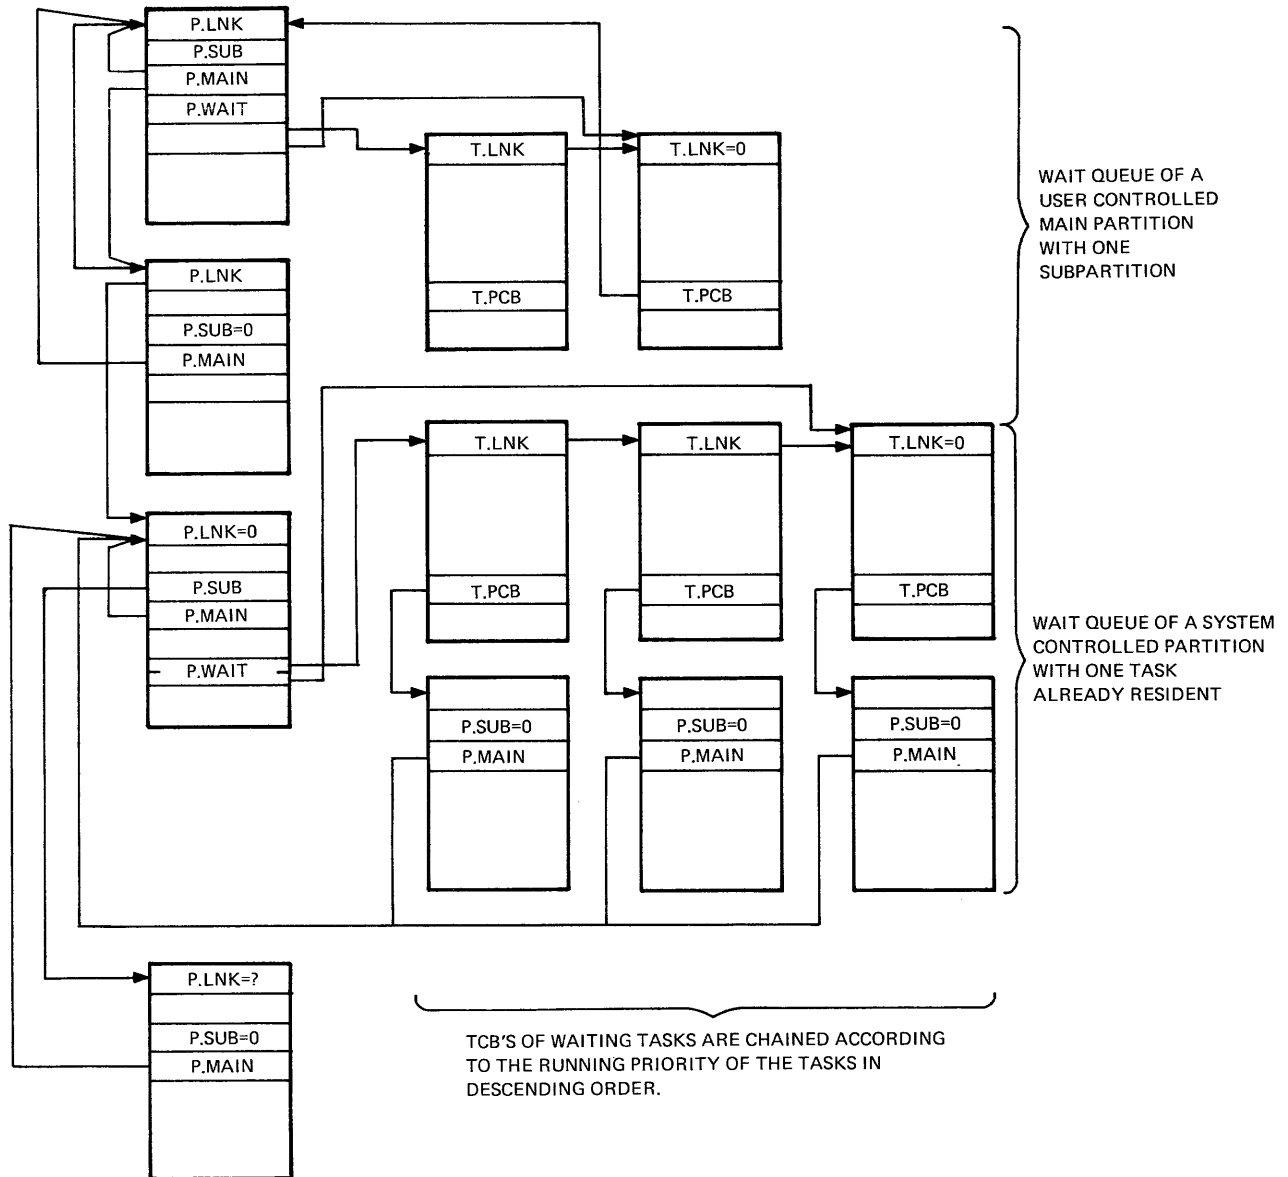 P.LNK
P.SUB
P.MAIN
P.WAIT
T.LNK
T.LNK=0
T.PCB
T.PCB
WAIT QUEUE OF A
USER CONTROLLED
MAIN PARTITION
WITH ONE
SUBPARTITION
P.LNK
P.SUB=0
P.MAIN
T.LNK
T.LNK
T.LNK=0
P.LNK=0
P.SUB
P.MAIN
P.WAIT
T.PCB
T.PCB
T.PCB
P.SUB=0
P.SUB=0
P.SUB=0
P.MAIN
P.MAIN
P.MAIN
WAIT QUEUE OF A SYSTEM
CONTROLLED PARTITION
WITH ONE TASK
ALREADY RESIDENT
P.LNK=?
P.SUB=0
P.MAIN
TCB'S OF WAITING TASKS ARE CHAINED ACCORDING
TO THE RUNNING PRIORITY OF THE TASKS IN
DESCENDING ORDER.